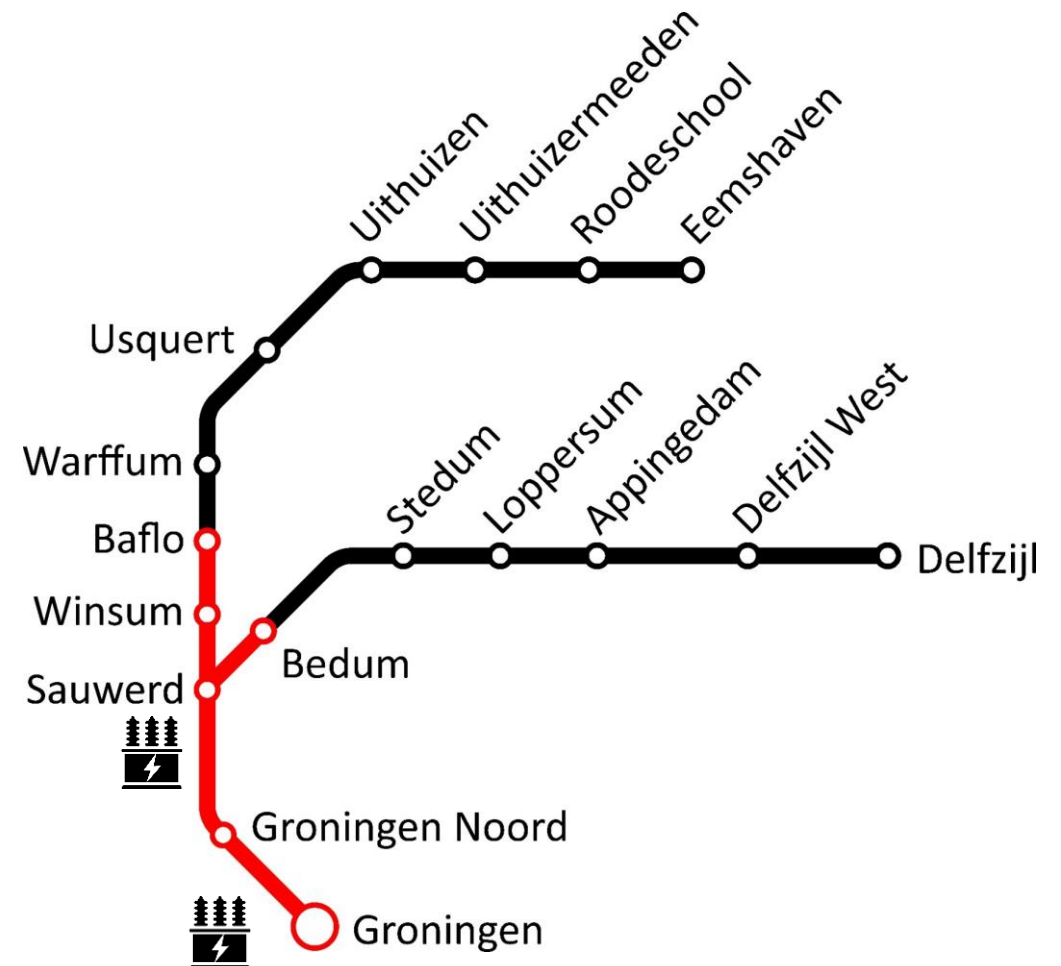 Uithuizen
Uithuizermeeden
Roodeschool
Eemshaven
Usquert
Warffum
Stedum
Loppersum
Appingedam
Delfzijl West
Baflo
Delfzijl
Winsum
Bedum
Sauwerd
Groningen Noord
Groningen